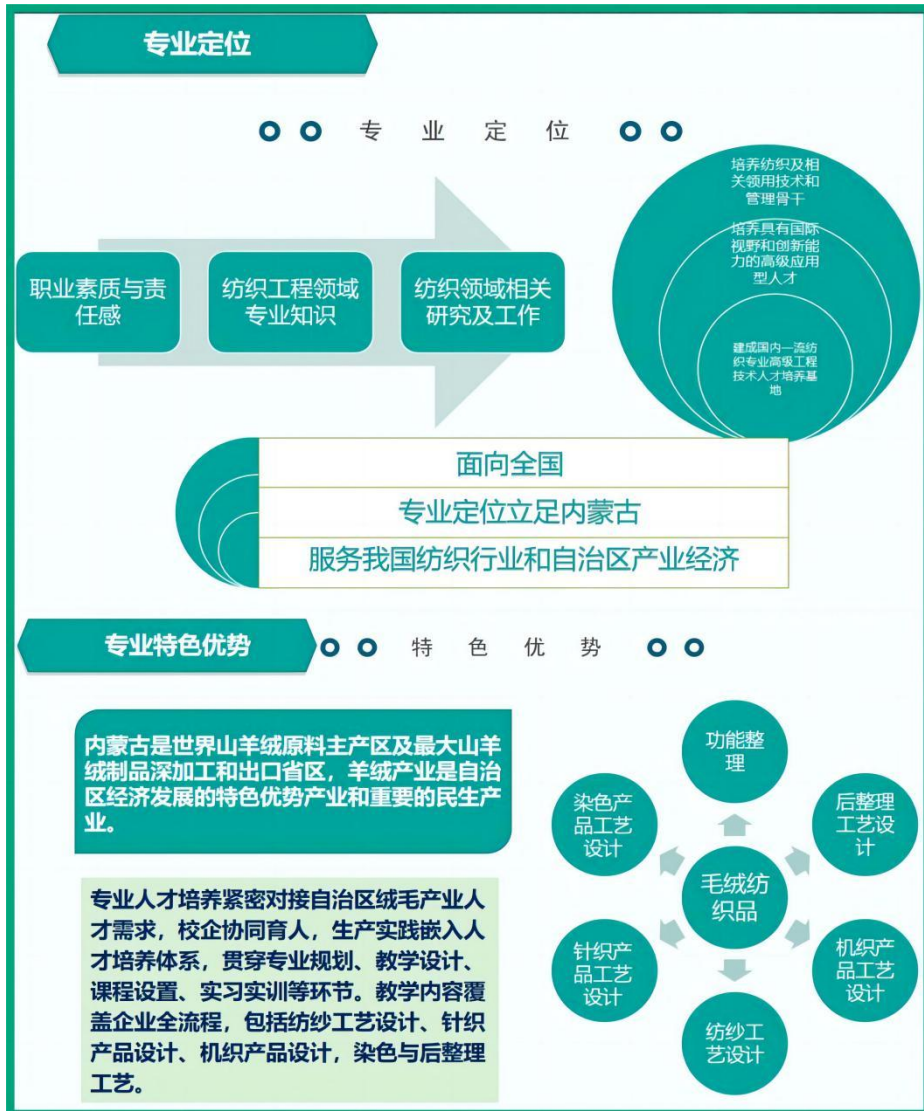 专业定位
专业定位
培养纺织及相
关领用技术和
管理骨干
培养具有国际
视野和创新能
力的高级应用
型人才
建成国内一流纺
织专业高级工程
技术人才培养基
地
职业素质与责
任感
纺织工程领域
专业知识
纺织领域相关
研究及工作
面向全国
专业定位立足内蒙古
服务我国纺织行业和自治区产业经济
专业特色优势
特色优势
内蒙古是世界山羊绒原料主产区及最大山羊
绒制品深加工和出口省区，羊绒产业是自治
区经济发展的特色优势产业和重要的民生产
业。
专业人才培养紧密对接自治区绒毛产业人
才需求，校企协同育人，生产实践嵌入人
才培养体系，贯穿专业规划、教学设计、
课程设置、实习实训等环节。教学内容覆
盖企业全流程，包括纺纱工艺设计、针织
产品设计、机织产品设计，染色与后整理
工艺。
功能整
理
染色产
品工艺
设计
后整理
工艺设
计
毛绒纺
织品
针织产
品工艺
设计
机织产
品工艺
设计
纺纱工
艺设计